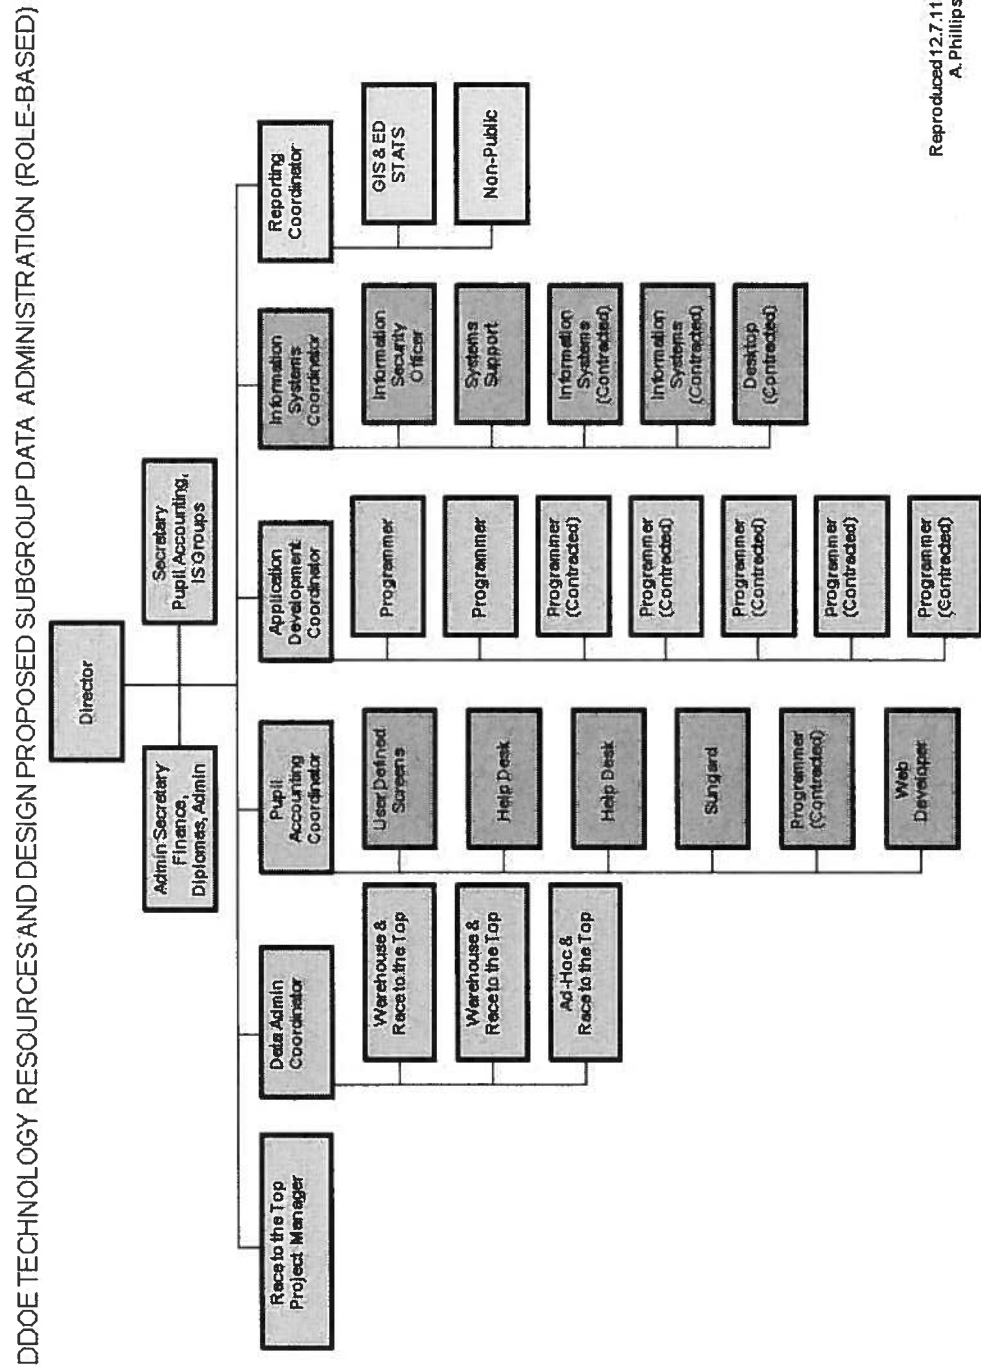 DDOE TECHNOLOGY RESOURCES AND DESIGN PROPOSED SUBGROUP DATA ADMINISTRATION (ROLE-BASED)
Director
Admin Secretary
Finance,
Diplomas, Admin
Secretary
Pupil Accounting,
IS Groups
Race to the Top
Project Manager
Data Admin
Coordinator
Warehouse &
Race to the Top
Warehouse &
Race to the Top
Ad-Hoc &
Race to the Top
Pupil
Accounting
Coordinator
User Defined
Screens
Help Desk
Help Desk
Sungard
Programmer
(Contracted)
Web
Developer
Application
Development
Coordinator
Programmer
Programmer
Programmer
(Contracted)
Programmer
(Contracted)
Programmer
(Contracted)
Programmer
(Contracted)
Programmer
(Contracted)
Information
Systems
Coordinator
Information
Security
Officer
Systems
Support
Information
Systems
(Contracted)
Information
Systems
(Contracted)
Desktop
(Contracted)
Reporting
Coordinator
GIS & ED
STATS
Non-Public
Reproduced 12.7.11
A. Phillips